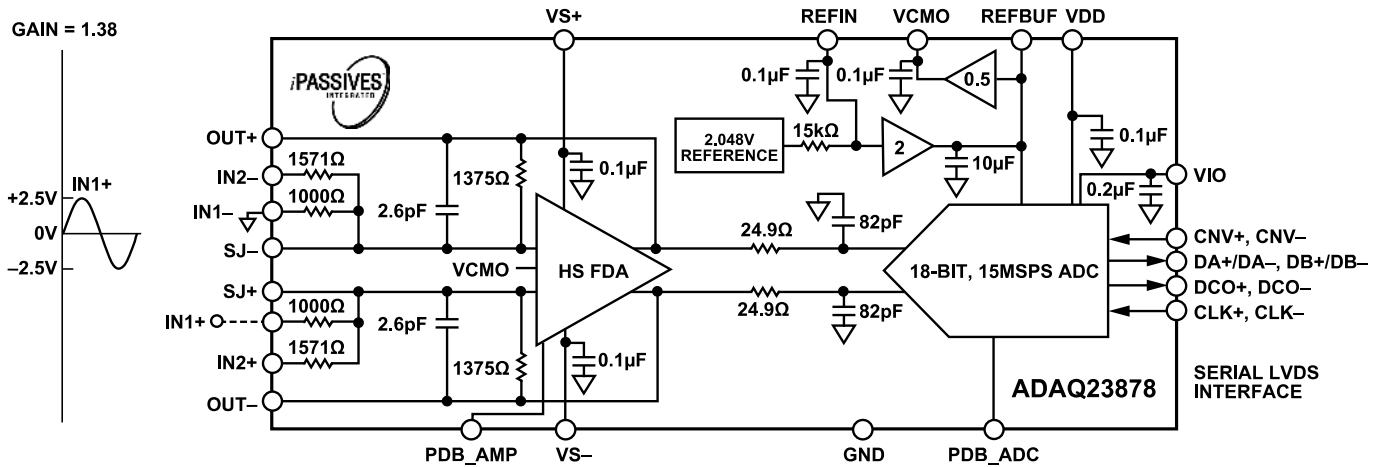 GAIN = 1.38
VS+
REFIN
VCMO
REFBUF
VDD
iPASSIVES
INTEGRATED
0.1µF
0.1µF
0.5
OUT+
1571Ω
IN2–
1000Ω
IN1–
SJ–
2.6pF
1375Ω
0.1µF
2.048V
REFERENCE
15kΩ
2
10µF
0.1µF
0.2µF
VIO
IN1+
+2.5V
0V
–2.5V
24.9Ω
82pF
VCMO
HS FDA
18-BIT, 15MSPS ADC
CNV+, CNV–
DA+/DA–, DB+/DB–
DCO+, DCO–
CLK+, CLK–
SJ+
1000Ω
IN1+
1571Ω
IN2+
OUT–
2.6pF
1375Ω
0.1µF
24.9Ω
82pF
ADAQ23878
SERIAL LVDS
INTERFACE
PDB_AMP
VS–
GND
PDB_ADC